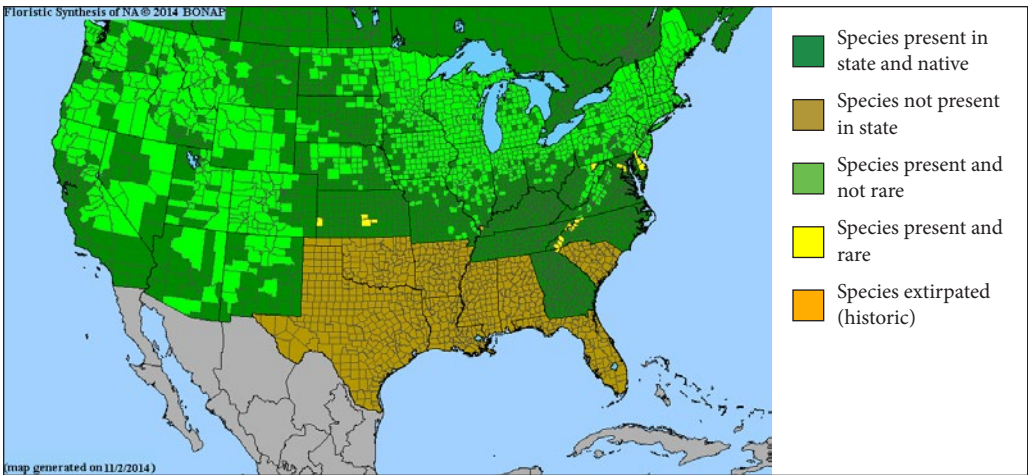 Floristic Synthesis of NA © 2014 BONAP
Species present in
state and native
Species not present
in state
Species present and
not rare
Species present and
rare
Species extirpated
(historic)
(map generated on 11/2/2014 )